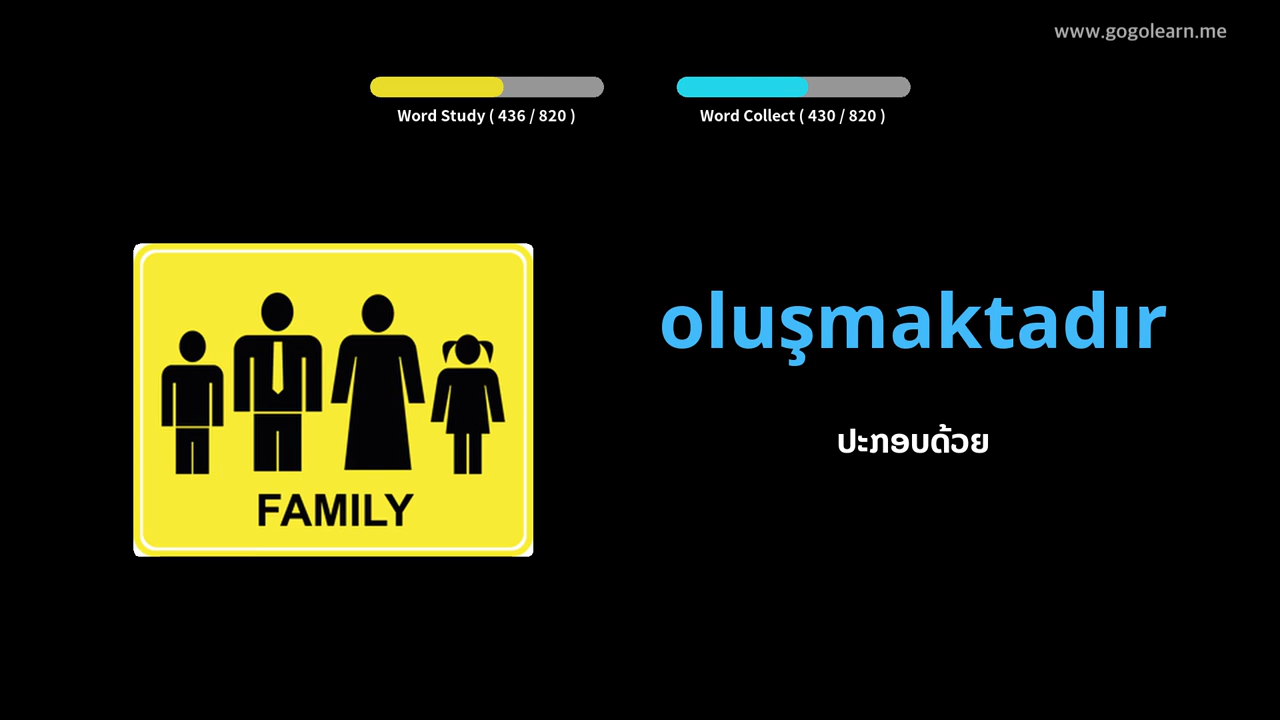 www.gogolearn.me
Word Study ( 436 / 820 )
Word Collect ( 430 / 820 )
FAMILY
oluşmaktadır
ປະກອບດ້ວຍ